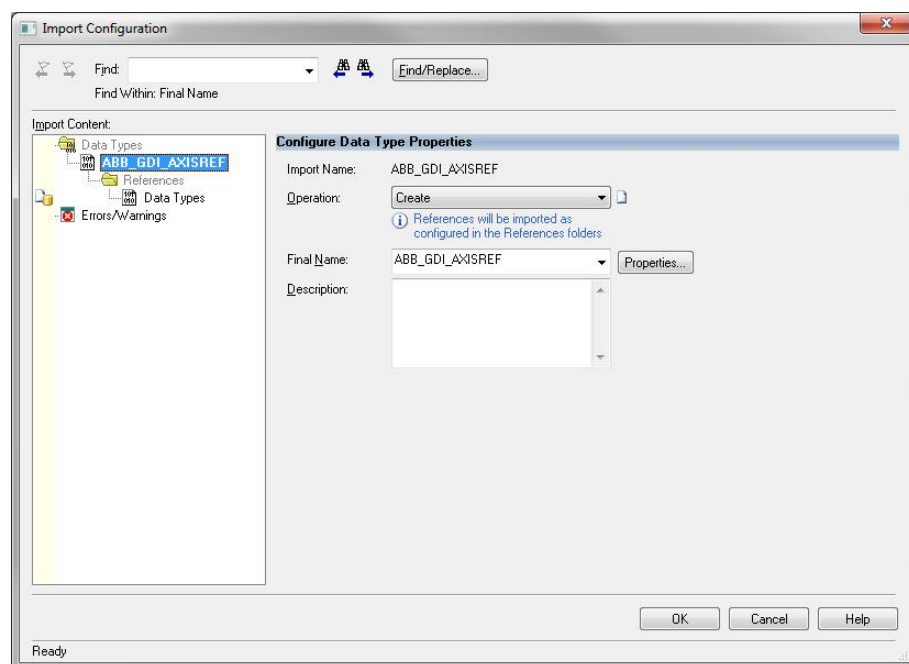 Import Configuration
Find:
Find/Replace...
Find Within: Final Name
Import Content:
Data Types
ABB_GDI_AXISREF
References
Data Types
Errors/Warnings
Configure Data Type Properties
Import Name: ABB_GDI_AXISREF
Operation: Create
References will be imported as
configured in the References folders
Final Name: ABB_GDI_AXISREF Properties...
Description:
OK Cancel Help
Ready